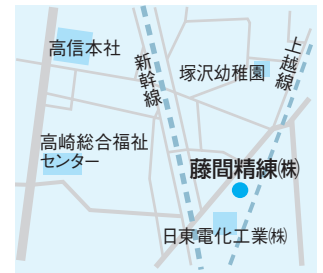 高信本社
新幹線
上越線
塚沢幼稚園
高崎総合福祉
センター
藤間精練㈱
日東電化工業㈱